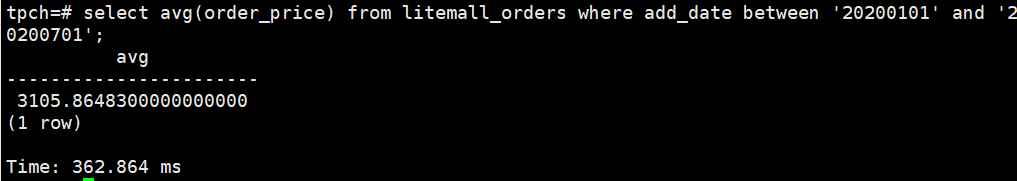 tpch=# select avg(order_price) from litemall_orders where add_date between '20200101' and '2
0200701';
avg
-----------------------
3105.8648300000000000
(1 row)
Time: 362.864 ms